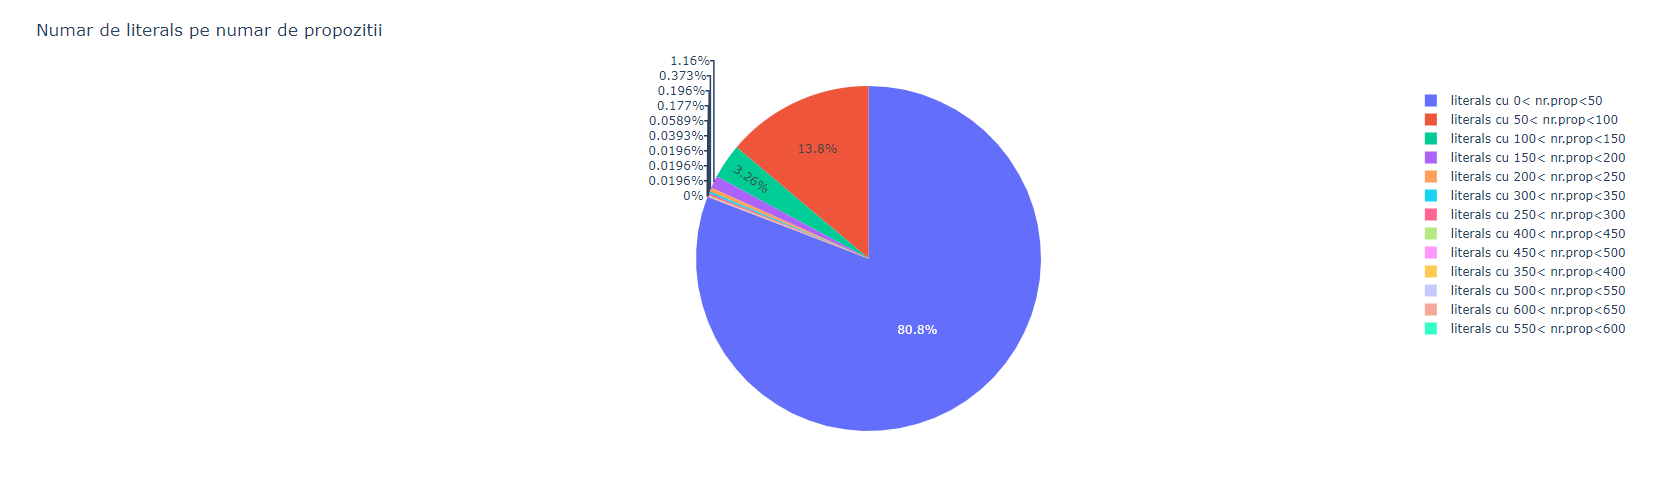 Numar de literals pe numar de propozitii
1.16%
0.373%
0.196%
0.177%
0.0589%
0.0393%
0.0196%
0.0196%
0.0196%
0%
13.8%
3.26%
80.8%
literals cu 0< nr.prop<50
literals cu 50< nr.prop<100
literals cu 100< nr.prop<150
literals cu 150< nr.prop<200
literals cu 200< nr.prop<250
literals cu 300< nr.prop<350
literals cu 250< nr.prop<300
literals cu 400< nr.prop<450
literals cu 450< nr.prop<500
literals cu 350< nr.prop<400
literals cu 500< nr.prop<550
literals cu 600< nr.prop<650
literals cu 550< nr.prop<600